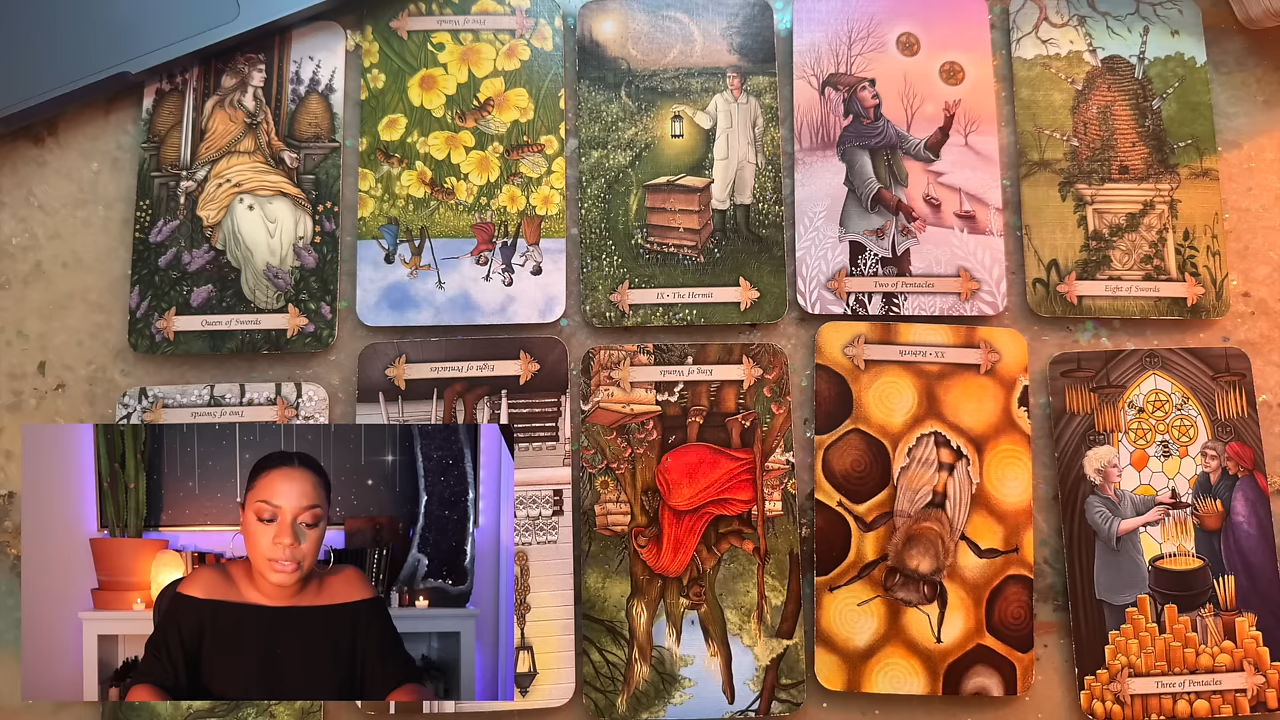 Queen of Swords
Five of Wands
IX • The Hermit
Two of Pentacles
Eight of Swords
Two of Swords
Eight of Pentacles
King of Wands
XX • Rebirth
Three of Pentacles